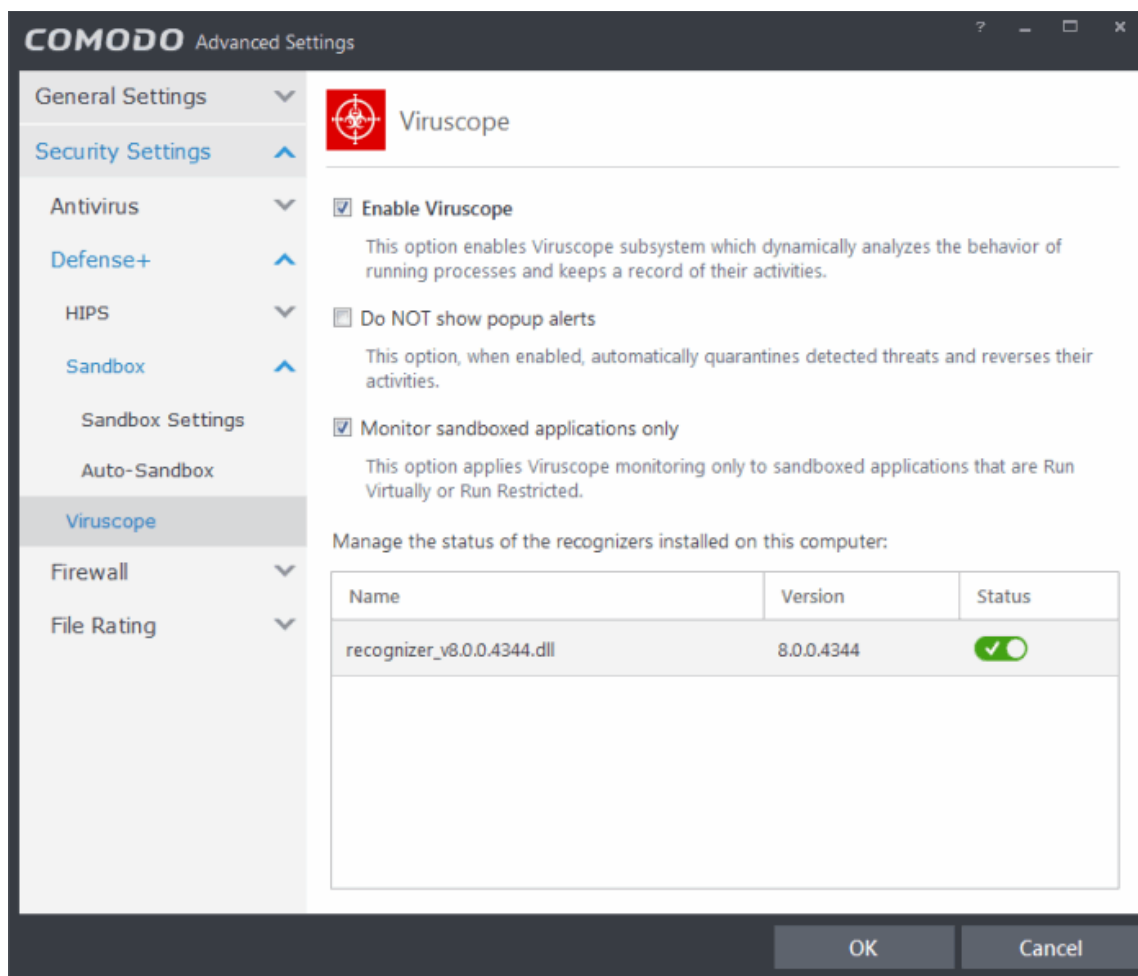 COMODO Advanced Settings
?
General Settings
Security Settings
Antivirus
Defense+
HIPS
Sandbox
Sandbox Settings
Auto-Sandbox
Viruscope
Firewall
File Rating
Viruscope
Enable Viruscope
This option enables Viruscope subsystem which dynamically analyzes the behavior of
running processes and keeps a record of their activities.
Do NOT show popup alerts
This option, when enabled, automatically quarantines detected threats and reverses their
activities.
Monitor sandboxed applications only
This option applies Viruscope monitoring only to sandboxed applications that are Run
Virtually or Run Restricted.
Manage the status of the recognizers installed on this computer:
Name Version Status
recognizer_v8.0.0.4344.dll 8.0.0.4344
OK Cancel